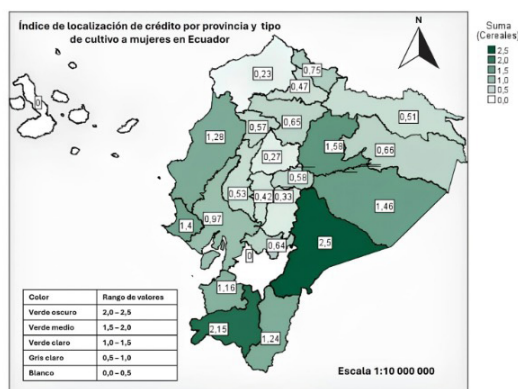 Índice de localización de crédito por provincia y tipo
de cultivo a mujeres en Ecuador
N
Suma
(Cereales)
2,5
2,0
1,5
1,0
0,5
0,0
0,23
0,75
0,47
0
0,51
0,57
0,65
1,28
1,58
0,66
0,27
0,58
0,53
0,42
0,33
1,46
0,97
1,4
0,64
2,5
0
1,16
2,15
1,24
Color
Rango de valores
Verde oscuro
2,0 – 2,5
Verde medio
1,5 – 2,0
Verde claro
1,0 – 1,5
Gris claro
0,5 – 1,0
Blanco
0,0 – 0,5
Escala 1:10 000 000